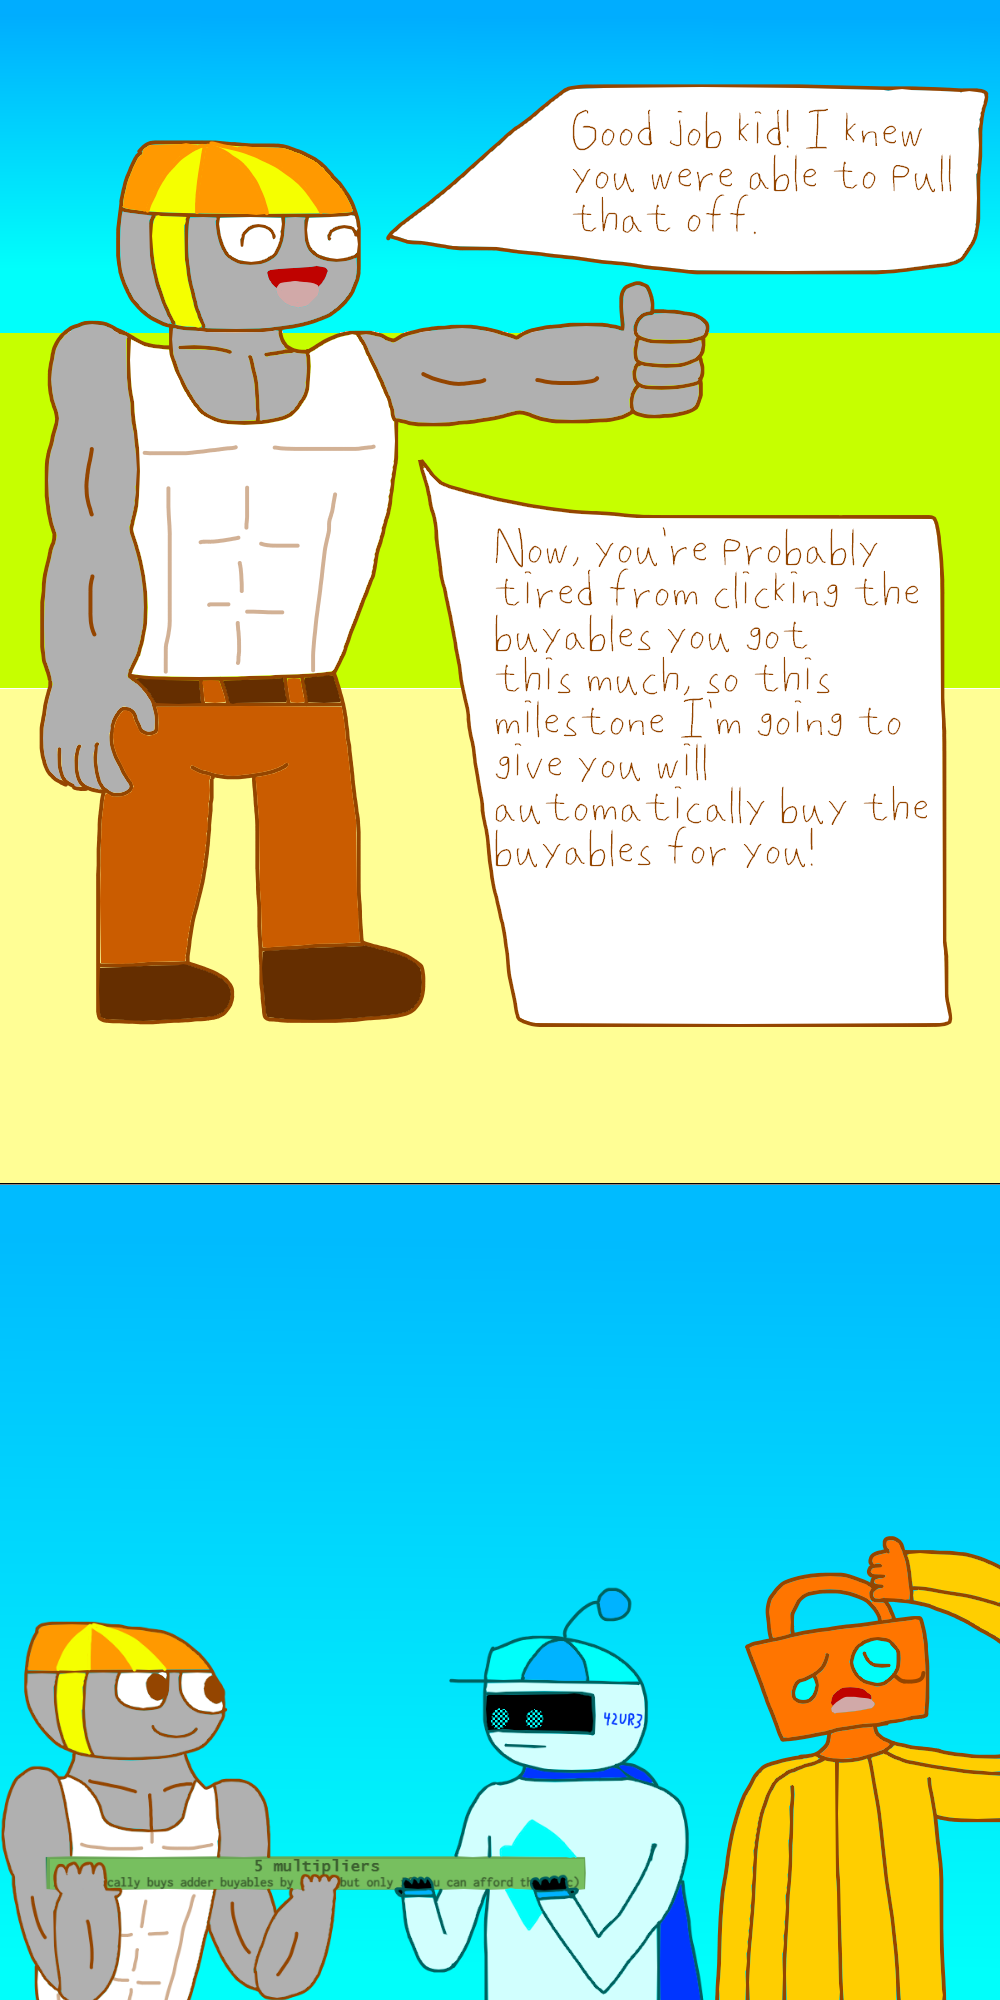 Good job kid! I knew
you were able to pull
that off.
Now, you're probably
tired from clicking the
buyables you got
this much, so this
milestone I'm going to
give you will
automatically buy the
buyables for you!
42UR3
5 multipliers
cally buys adder buyables by but only you can afford th